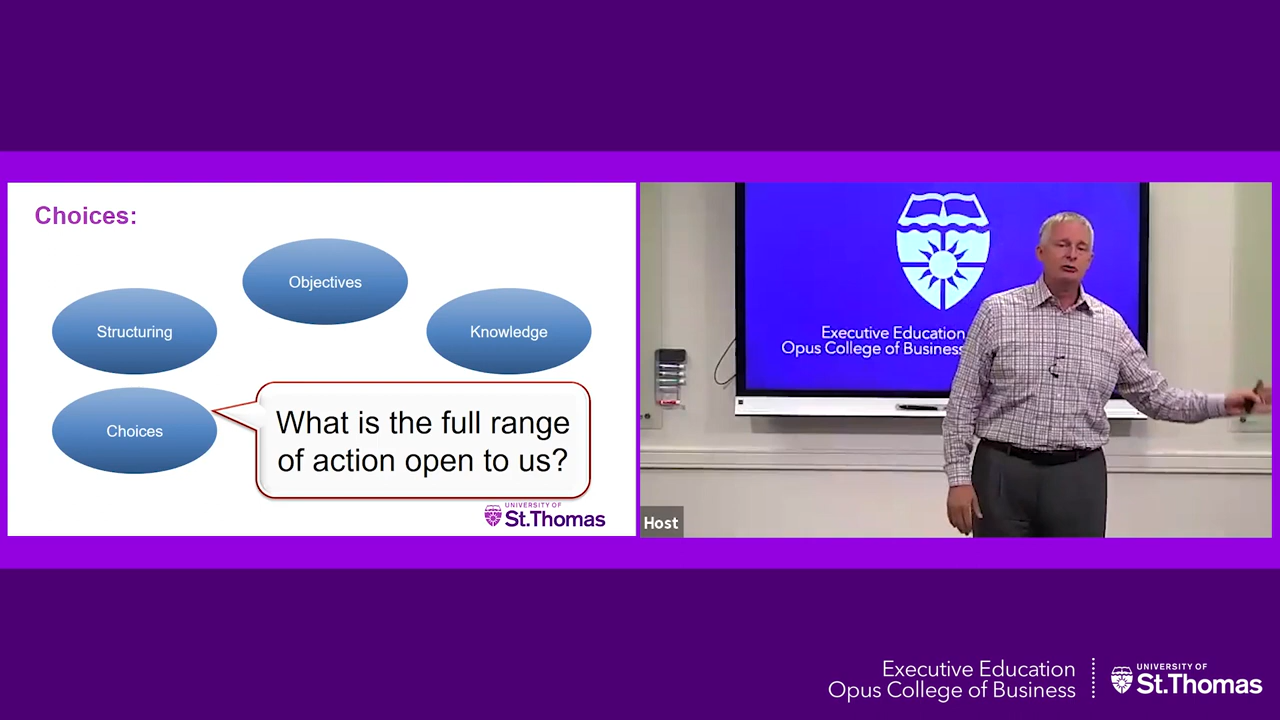 Choices:
Objectives
Structuring
Knowledge
Choices
What is the full range
of action open to us?
UNIVERSITY OF
St.Thomas
Executive Education
Opus College of Business
Host
Executive Education
Opus College of Business
UNIVERSITY OF
St.Thomas